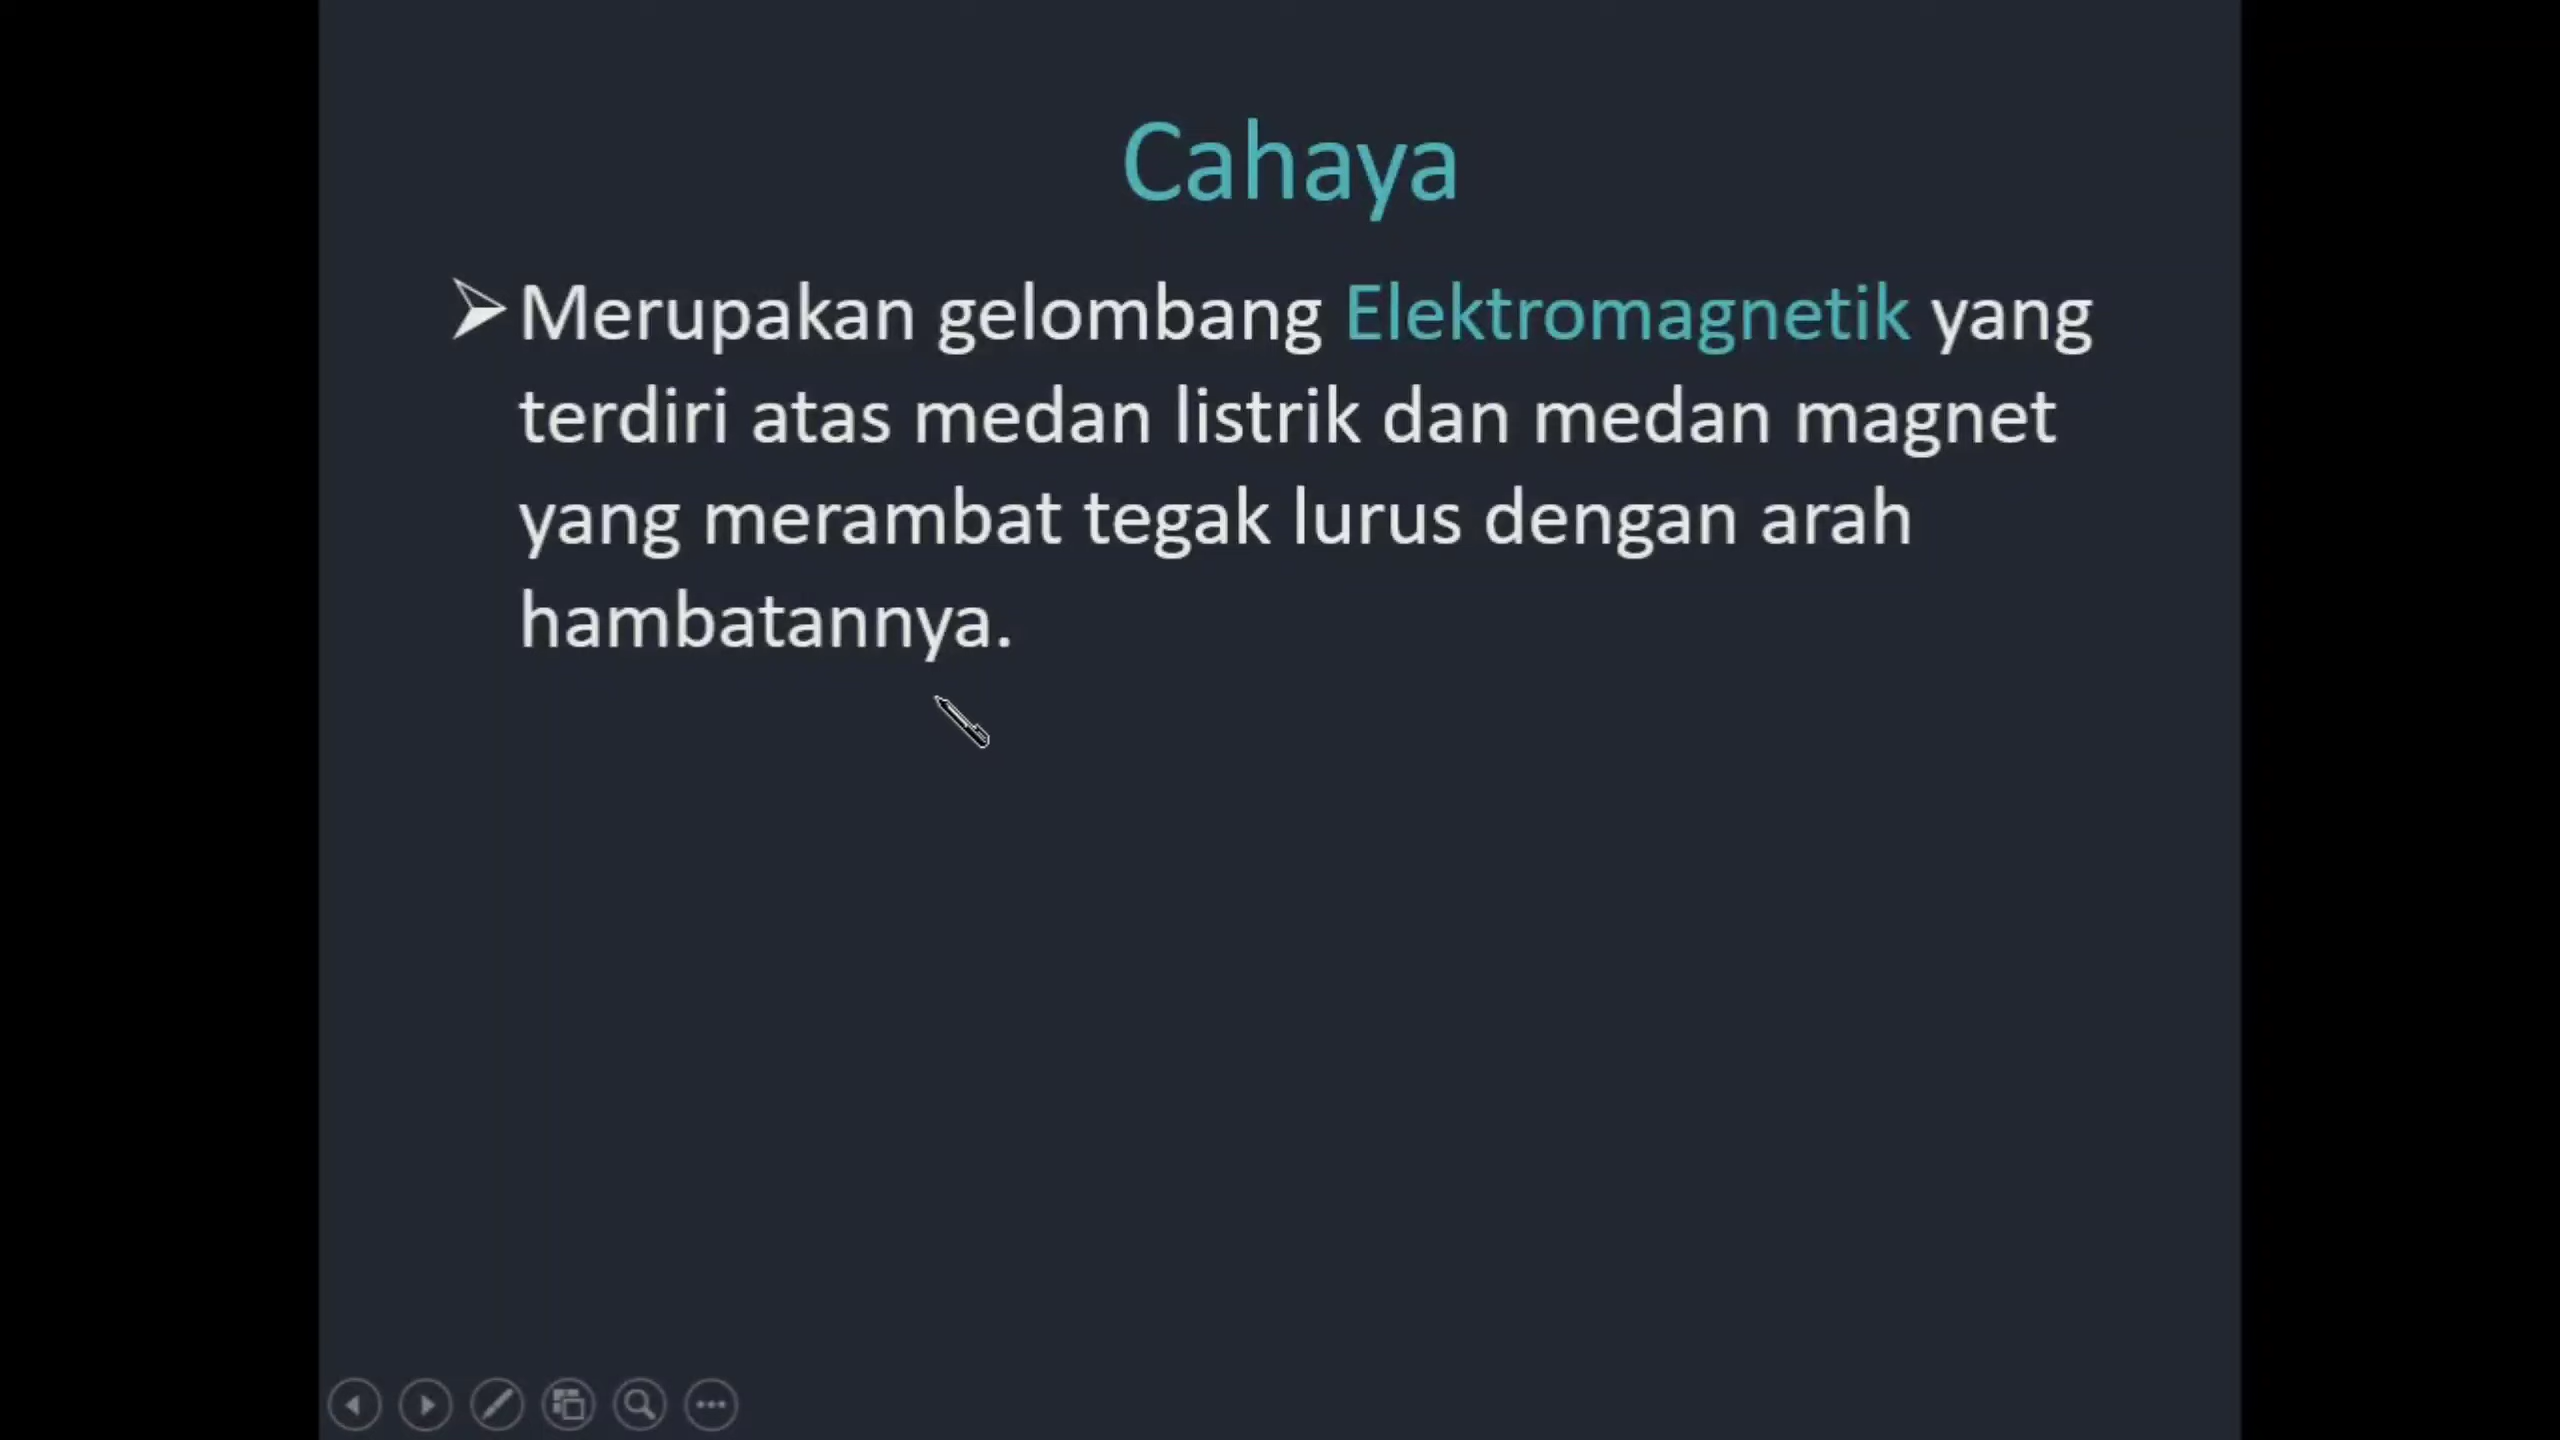 Cahaya
Merupakan gelombang Elektromagnetik yang
terdiri atas medan listrik dan medan magnet
yang merambat tegak lurus dengan arah
hambatannya.